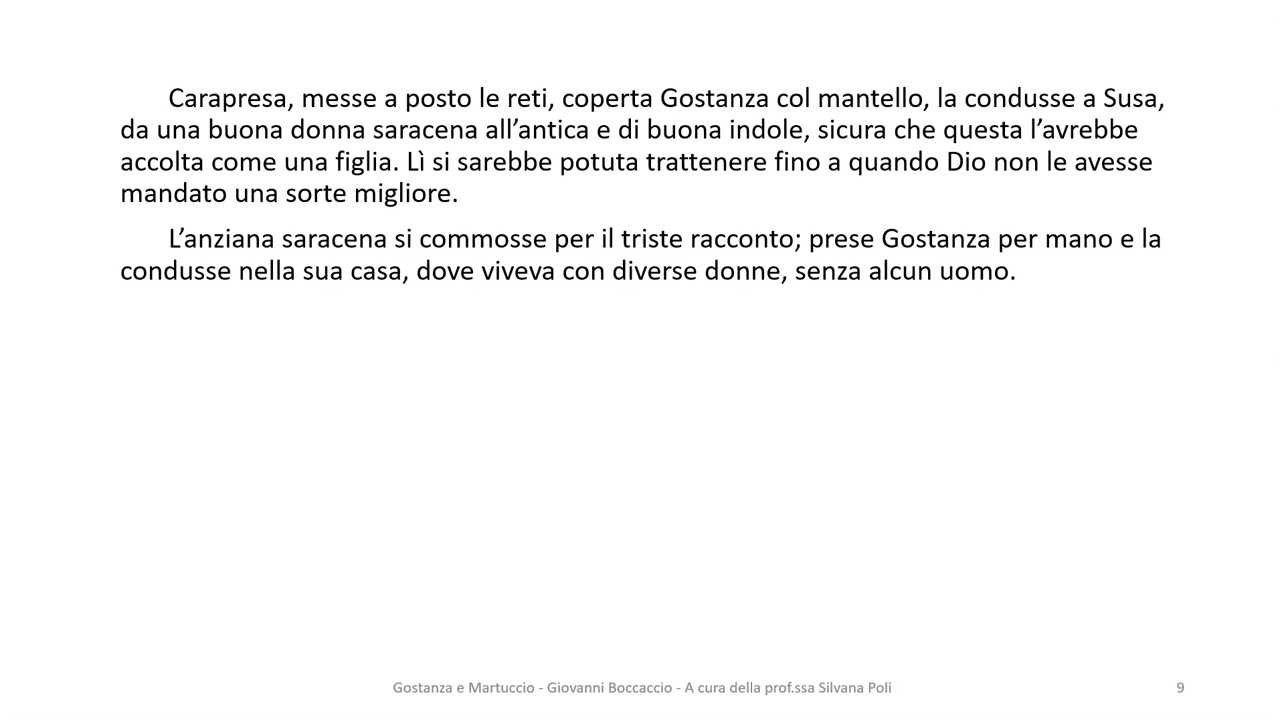 Carapresa, messe a posto le reti, coperta Gostanza col mantello, la condusse a Susa,
da una buona donna saracena all’antica e di buona indole, sicura che questa l’avrebbe
accolta come una figlia. Lì si sarebbe potuta trattenere fino a quando Dio non le avesse
mandato una sorte migliore.
L’anziana saracena si commosse per il triste racconto; prese Gostanza per mano e la
condusse nella sua casa, dove viveva con diverse donne, senza alcun uomo.
Gostanza e Martuccio - Giovanni Boccaccio - A cura della prof.ssa Silvana Poli
9